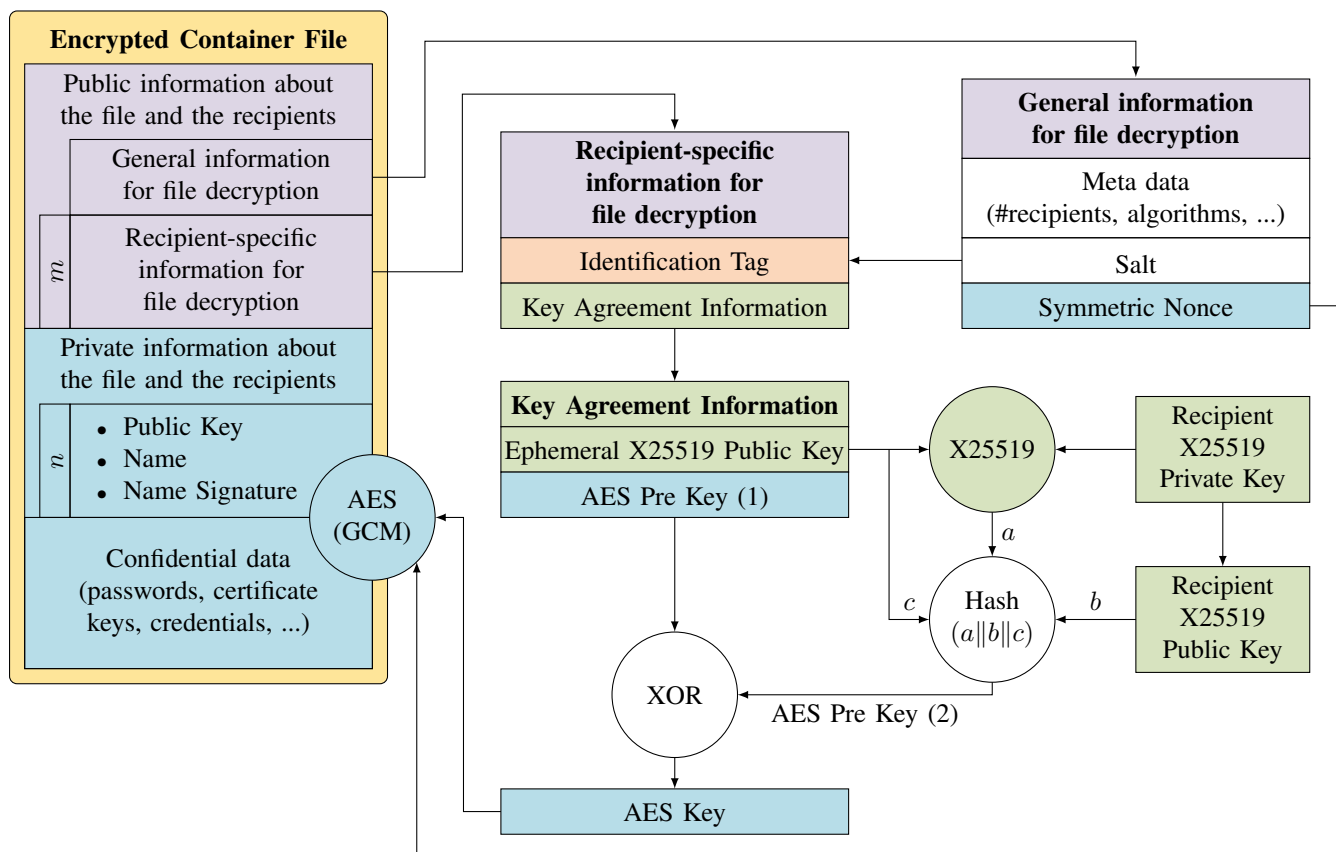 Encrypted Container File
Public information about
the file and the recipients
General information
for file decryption
m
Recipient-specific
information for
file decryption
Private information about
the file and the recipients
n
• Public Key
• Name
• Name Signature
AES
(GCM)
Confidential data
(passwords, certificate
keys, credentials, ...)
Recipient-specific
information for
file decryption
Identification Tag
Key Agreement Information
General information
for file decryption
Meta data
(#recipients, algorithms, ...)
Salt
Symmetric Nonce
Key Agreement Information
Ephemeral X25519 Public Key
AES Pre Key (1)
X25519
Recipient
X25519
Private Key
a
c
Hash
(a||b||c)
b
Recipient
X25519
Public Key
XOR
AES Pre Key (2)
AES Key